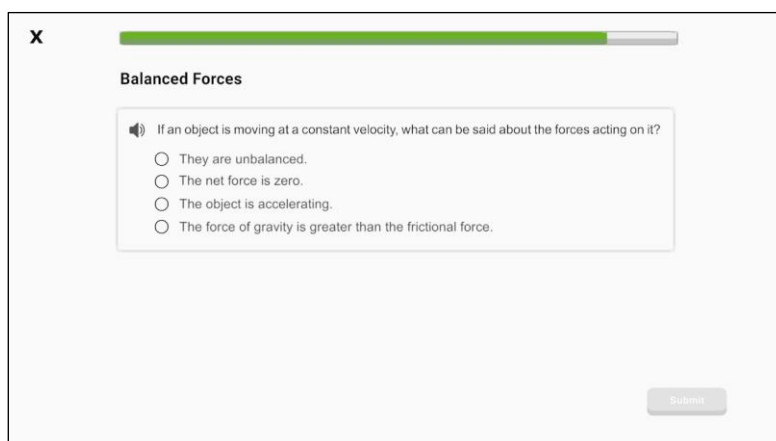 X
Balanced Forces
If an object is moving at a constant velocity, what can be said about the forces acting on it?
They are unbalanced.
The net force is zero.
The object is accelerating.
The force of gravity is greater than the frictional force.
Submit